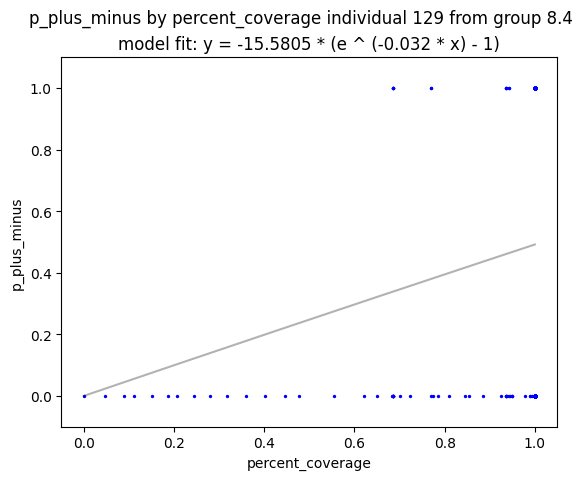 p_plus_minus by percent_coverage individual 129 from group 8.4
model fit: y = -15.5805 * (e ^ (-0.032 * x) - 1)
1.0
0.8
0.6
0.4
0.2
0.0
p_plus_minus
0.0 0.2 0.4 0.6 0.8 1.0
percent_coverage